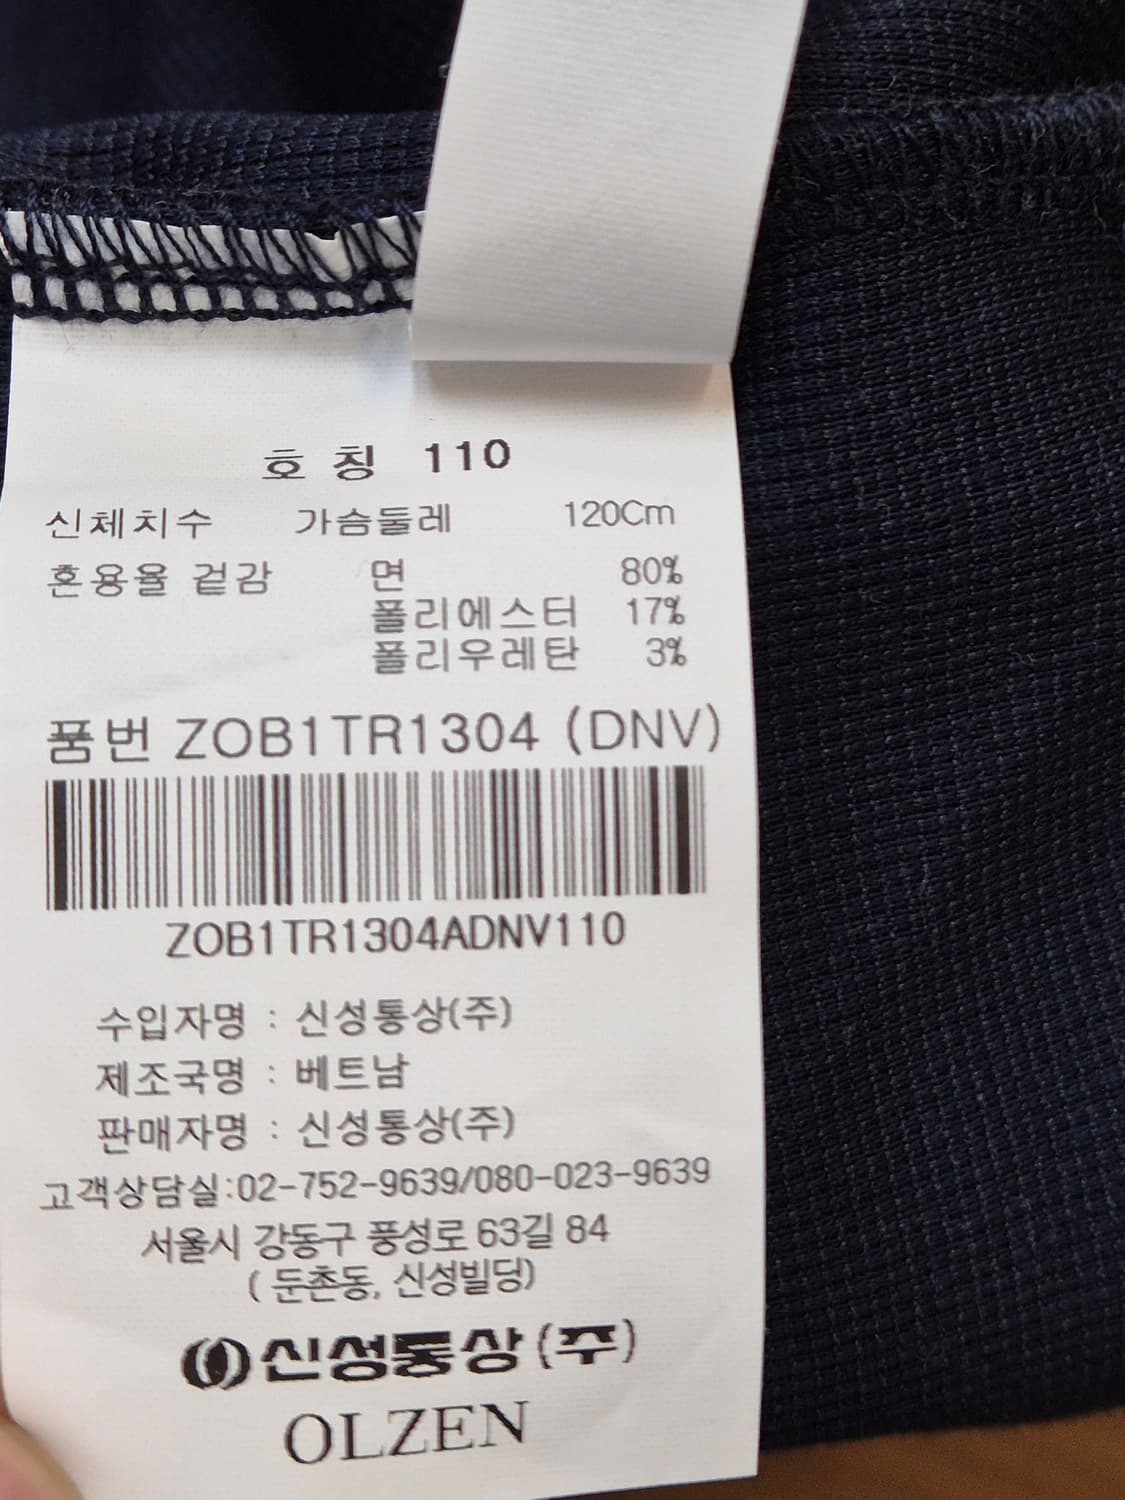 호 칭 110
신체치수 가슴둘레 120Cm
혼용율 겉감 면 80%
폴리에스터 17%
폴리우레탄 3%
품번 ZOB1TR1304 (DNV)
ZOB1TR1304ADNV110
수입자명 : 신성통상(주)
제조국명 : 베트남
판매자명 : 신성통상(주)
고객상담실:02-752-9639/080-023-9639
서울시 강동구 풍성로 63길 84
( 둔촌동, 신성빌딩)
신성통상(주)
OLZEN